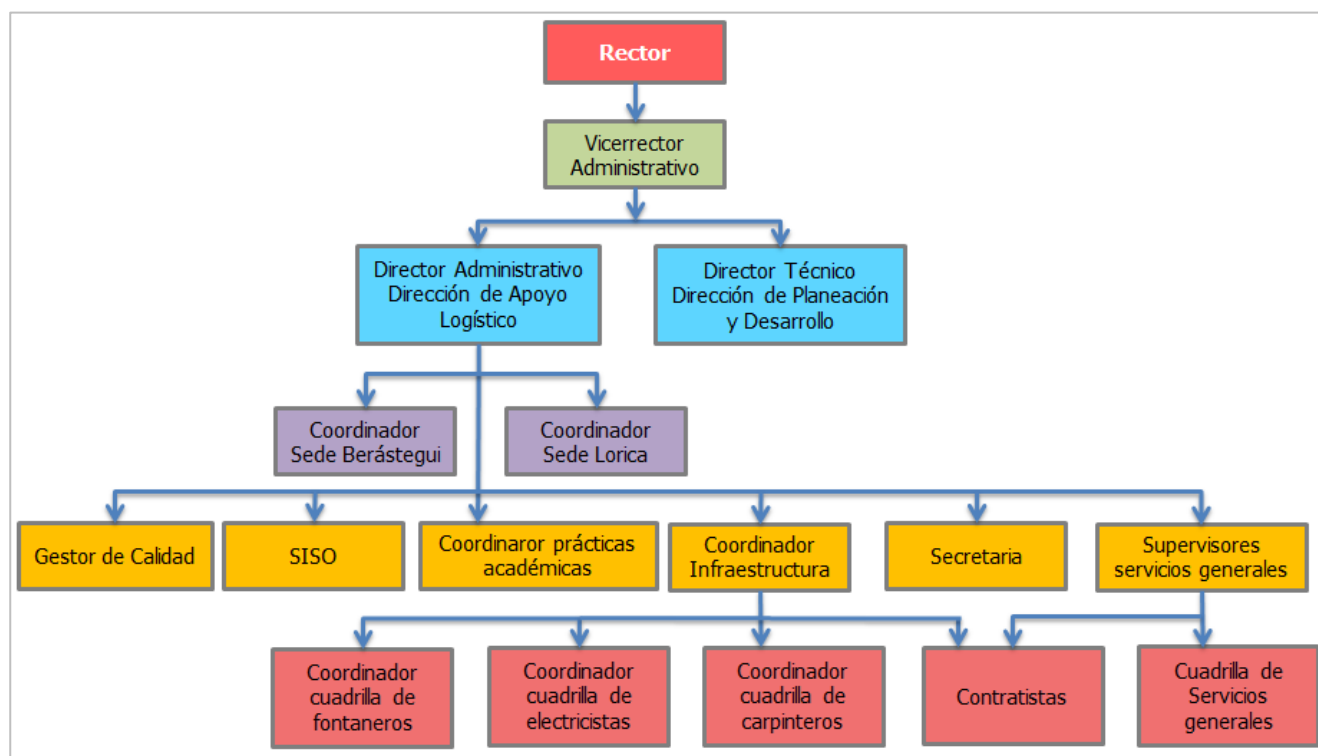 Rector
Vicerrector
Administrativo
Director Administrativo
Dirección de Apoyo
Logístico
Director Técnico
Dirección de Planeación
y Desarrollo
Coordinador
Sede Berástegui
Coordinador
Sede Lorica
Gestor de Calidad
SISO
Coordinaror prácticas
académicas
Coordinador
Infraestructura
Secretaria
Supervisores
servicios generales
Coordinador
cuadrilla de
fontaneros
Coordinador
cuadrilla de
electricistas
Coordinador
cuadrilla de
carpinteros
Contratistas
Cuadrilla de
Servicios
generales